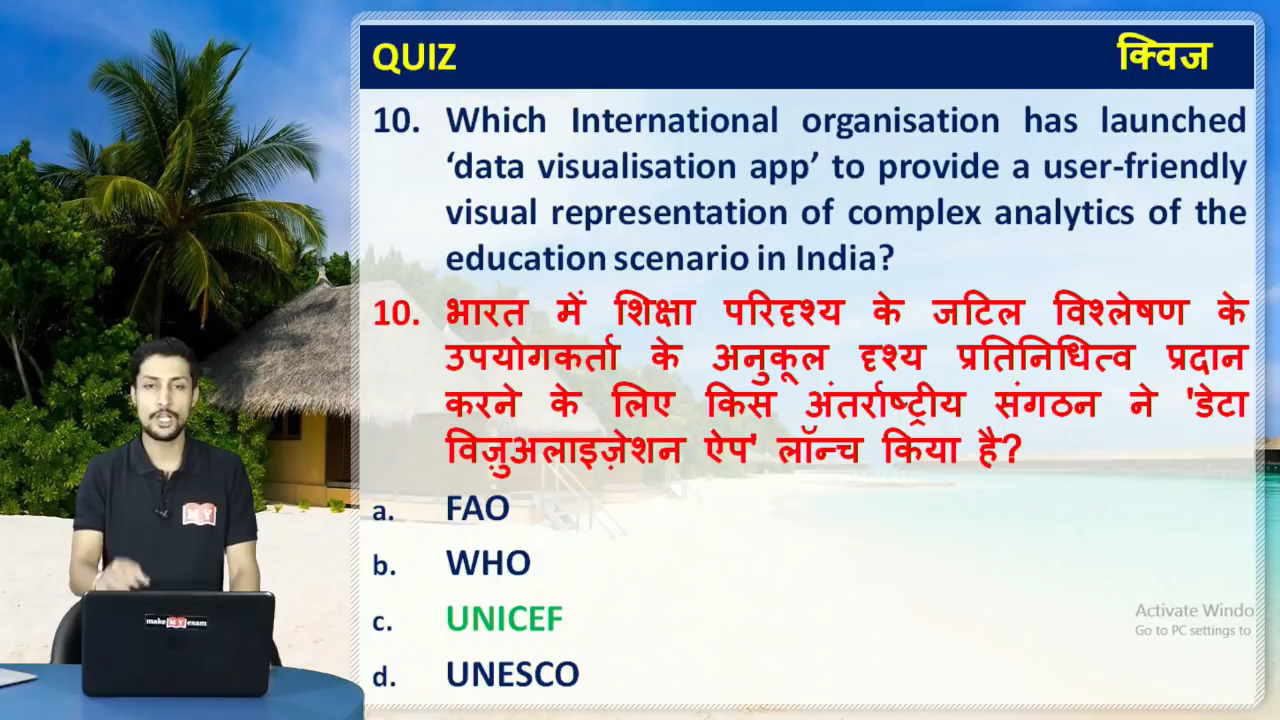 QUIZ क्विज
10. Which International organisation has launched
‘data visualisation app’ to provide a user-friendly
visual representation of complex analytics of the
education scenario in India?
10. भारत में शिक्षा परिदृश्य के जटिल विश्लेषण के
उपयोगकर्ता के अनुकूल दृश्य प्रतिनिधित्व प्रदान
करने के लिए किस अंतर्राष्ट्रीय संगठन ने 'डेटा
विज़ुअलाइज़ेशन ऐप' लॉन्च किया है?
a. FAO
b. WHO
c. UNICEF
d. UNESCO
MY
make MY exam
Activate Windo
Go to PC settings to